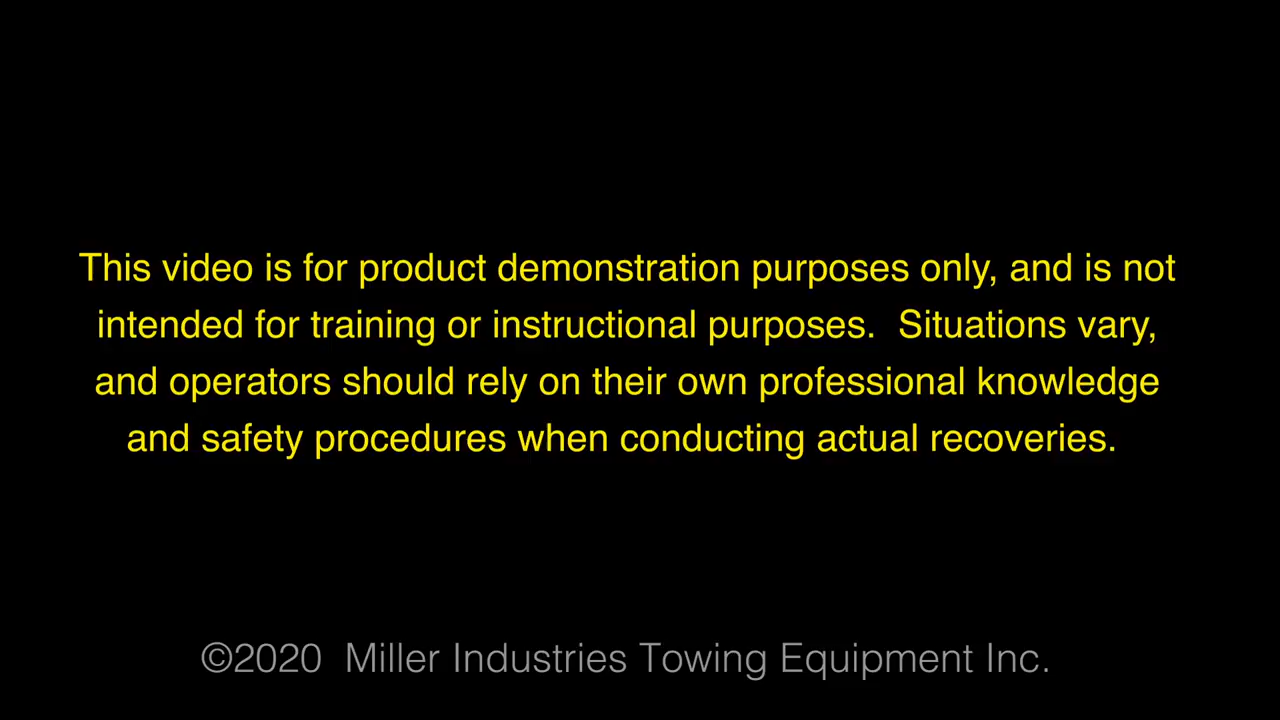 This video is for product demonstration purposes only, and is not
intended for training or instructional purposes.  Situations vary,
and operators should rely on their own professional knowledge
and safety procedures when conducting actual recoveries.
©2020  Miller Industries Towing Equipment Inc.